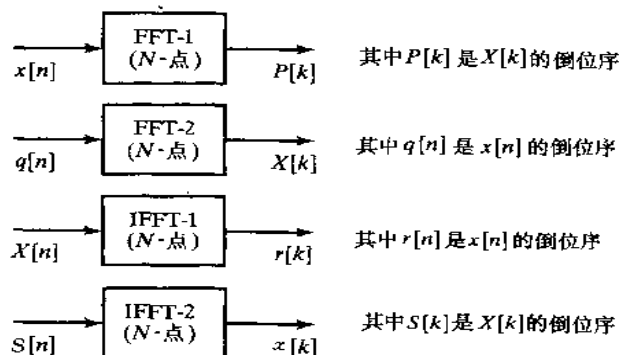 FFT-1
(N-点)
x[n]
P[k]
其中P[k]是X[k]的倒位序
FFT-2
(N-点)
q[n]
X[k]
其中q[n]是x[n]的倒位序
IFFT-1
(N-点)
X[n]
r[k]
其中r[n]是x[n]的倒位序
IFFT-2
(N-点)
S[n]
x[k]
其中S[k]是X[k]的倒位序